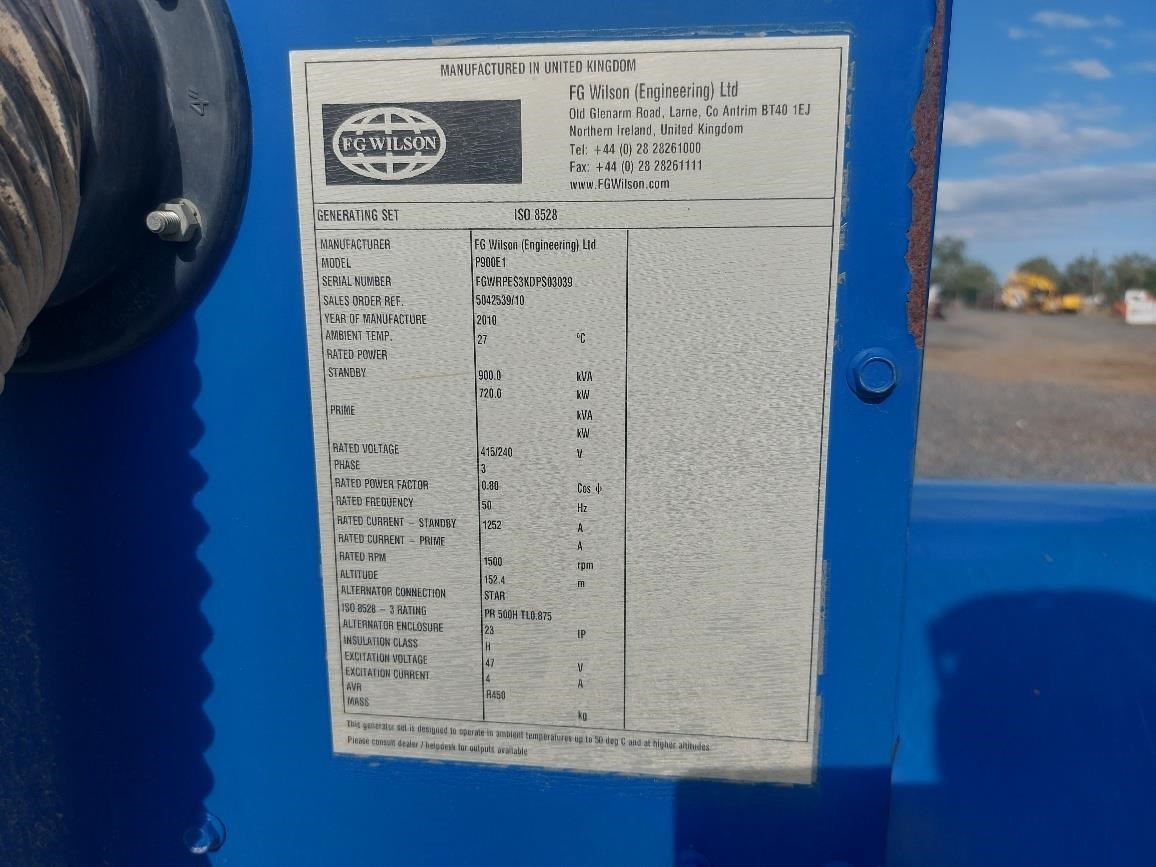 4"
MANUFACTURED IN UNITED KINGDOM
FG WILSON
FG Wilson (Engineering) Ltd
Old Glenarm Road, Larne, Co Antrim BT40 1EJ
Northern Ireland, United Kingdom
Tel: +44 (0) 28 28261000
Fax: +44 (0) 28 28261111
www.FGWilson.com
GENERATING SET ISO 8528
MANUFACTURER FG Wilson (Engineering) Ltd
MODEL P900E1
SERIAL NUMBER FGWRPES3KDPS03039
SALES ORDER REF. 5042539/10
YEAR OF MANUFACTURE 2010
AMBIENT TEMP. 27 °C
RATED POWER
STANDBY 900.0 kVA
720.0 kW
PRIME kVA
kW
RATED VOLTAGE 415/240 V
PHASE 3
RATED POWER FACTOR 0.80 Cos ϕ
RATED FREQUENCY 50 Hz
RATED CURRENT - STANDBY 1252 A
RATED CURRENT - PRIME A
RATED RPM 1500 rpm
ALTITUDE 152.4 m
ALTERNATOR CONNECTION STAR
ISO 8528 - 3 RATING PR 500H TL0.875
ALTERNATOR ENCLOSURE 23 IP
INSULATION CLASS H
EXCITATION VOLTAGE 47 V
EXCITATION CURRENT 4 A
AVR R450
MASS kg
This generator set is designed to operate in ambient temperatures up to 50 deg C and at higher altitudes
Please consult dealer / helpdesk for outputs available